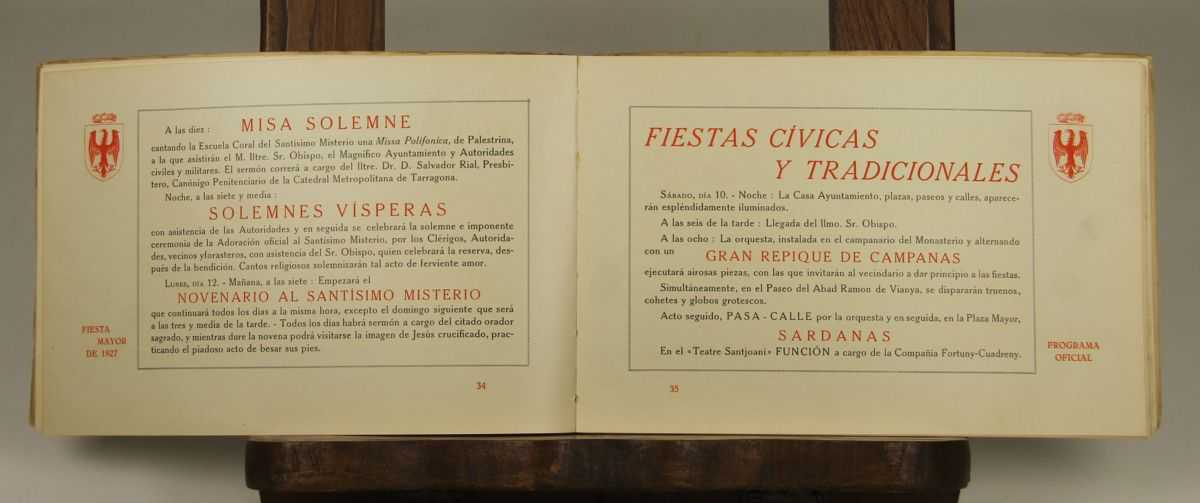 A las diez : MISA SOLEMNE
cantando la Escuela Coral del Santísimo Misterio una Missa Polifonica, de Palestrina,
a la que asistirán el M. Iltre. Sr. Obispo, el Magnífico Ayuntamiento y Autoridades
civiles y militares. El sermón correrá a cargo del Iltre. Dr. D. Salvador Rial, Presbí-
tero, Canónigo Penitenciario de la Catedral Metropolitana de Tarragona.
Noche, a las siete y media :
SOLEMNES VÍSPERAS
con asistencia de las Autoridades y en seguida se celebrará la solemne e imponente
ceremonia de la Adoración oficial al Santísimo Misterio, por los Clérigos, Autorida-
des, vecinos yforasteros, con asistencia del Sr. Obispo, quien celebrará la reserva, des-
pués de la bendición. Cantos religiosos solemnizarán tal acto de ferviente amor.
LUNES, DÍA 12. - Mañana, a las siete : Empezará el
NOVENARIO AL SANTÍSIMO MISTERIO
que continuará todos los días a la misma hora, excepto el domingo siguiente que será
a las tres y media de la tarde. - Todos los días habrá sermón a cargo del citado orador
sagrado, y mientras dure la novena podrá visitarse la imagen de Jesús crucificado, prac-
ticando el piadoso acto de besar sus pies.
FIESTA
MAYOR
DE 1927
34
FIESTAS CÍVICAS
Y TRADICIONALES
SÁBADO, DÍA 10. - Noche : La Casa Ayuntamiento, plazas, paseos y calles, aparece-
rán espléndidamente iluminados.
A las seis de la tarde : Llegada del Ilmo. Sr. Obispo.
A las ocho : La orquesta, instalada en el campanario del Monasterio y alternando
con un GRAN REPIQUE DE CAMPANAS
ejecutará airosas piezas, con las que invitarán al vecindario a dar principio a las fiestas.
Simultáneamente, en el Paseo del Abad Ramon de Vianya, se dispararán truenos,
cohetes y globos grotescos.
Acto seguido, PASA - CALLE por la orquesta y en seguida, en la Plaza Mayor,
SARDANAS
En el «Teatre Santjoaní» FUNCIÓN a cargo de la Compañía Fortuny-Cuadreny.
PROGRAMA
OFICIAL
35